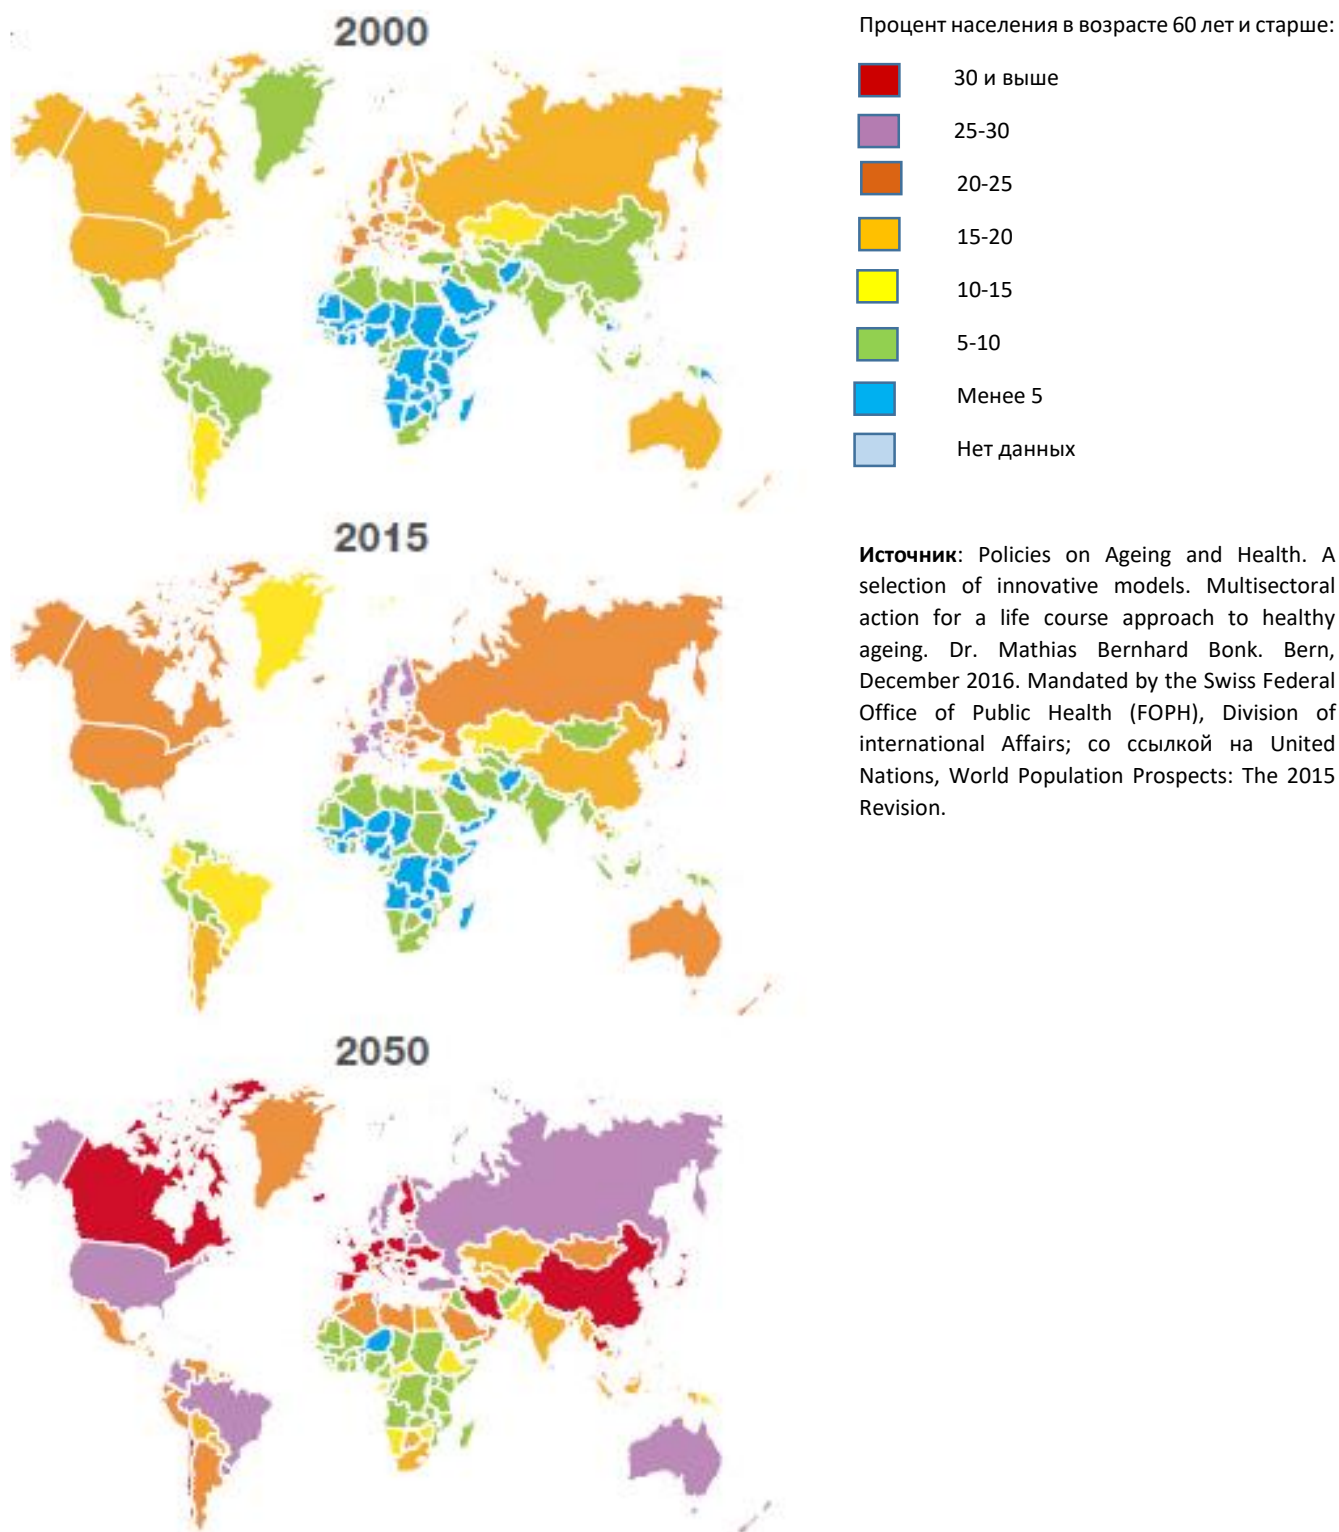 2000
Процент населения в возрасте 60 лет и старше:
30 и выше
25-30
20-25
15-20
10-15
5-10
Менее 5
Нет данных
2015
Источник: Policies on Ageing and Health. A
selection of innovative models. Multisectoral
action for a life course approach to healthy
ageing. Dr. Mathias Bernhard Bonk. Bern,
December 2016. Mandated by the Swiss Federal
Office of Public Health (FOPH), Division of
international Affairs; со ссылкой на United
Nations, World Population Prospects: The 2015
Revision.
2050